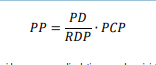 PP = PD / RDP · PCP